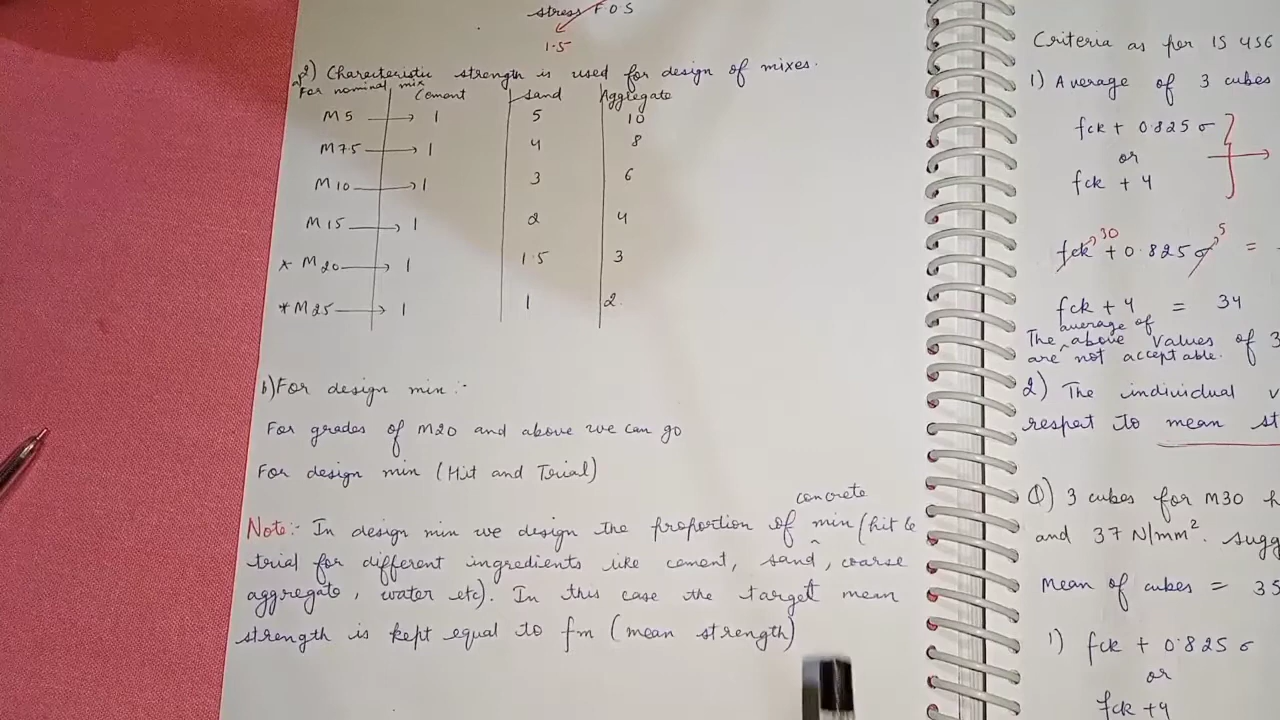 stress F O S
1.5
2) Characteristic strength is used for design of mixes.
For nominal mix Cement Sand Aggregate
M5 → 1 5 10
M7.5 → 1 4 8
M10 → 1 3 6
M15 → 1 2 4
* M20 → 1 1.5 3
* M25 → 1 1 2
b) For design min :-
For grades of M20 and above we can go
For design min (Hit and Trial)
concrete
Note:- In design min we design the proportion of ^ min (hit &
trial for different ingredients like cement, sand, coarse
aggregate, water etc). In this case the target mean
strength is kept equal to fm (mean strength)
Criteria as per IS 456
1) Average of 3 cubes
fck + 0.825 σ
or
fck + 4
30 5
fck + 0.825 σ =
fck + 4 = 34
average of
The ^ above values of 3
are not acceptable.
2) The individual
respect to mean st
Q) 3 cubes for M30
and 37 N/mm²
Mean of cubes = 35
1) fck + 0.825 σ
or
fck + 4